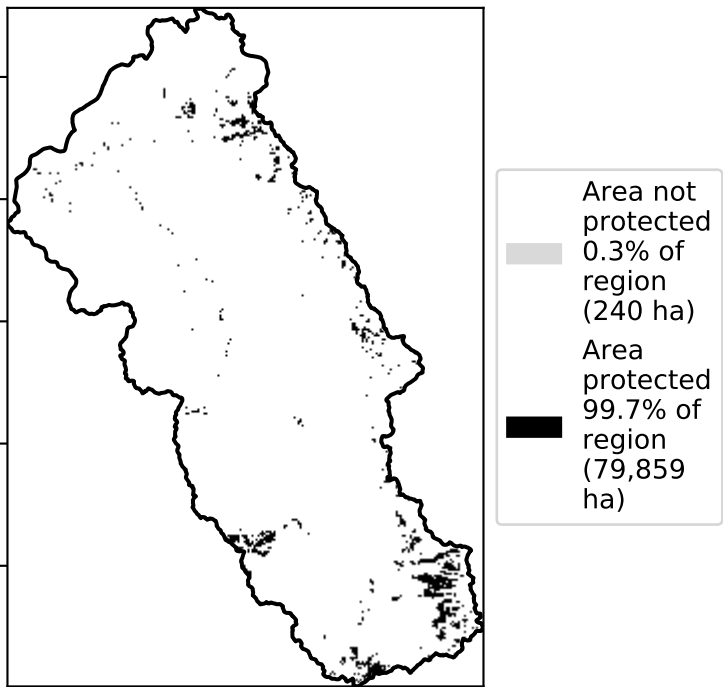 Area not
protected
0.3% of
region
(240 ha)
Area
protected
99.7% of
region
(79,859
ha)